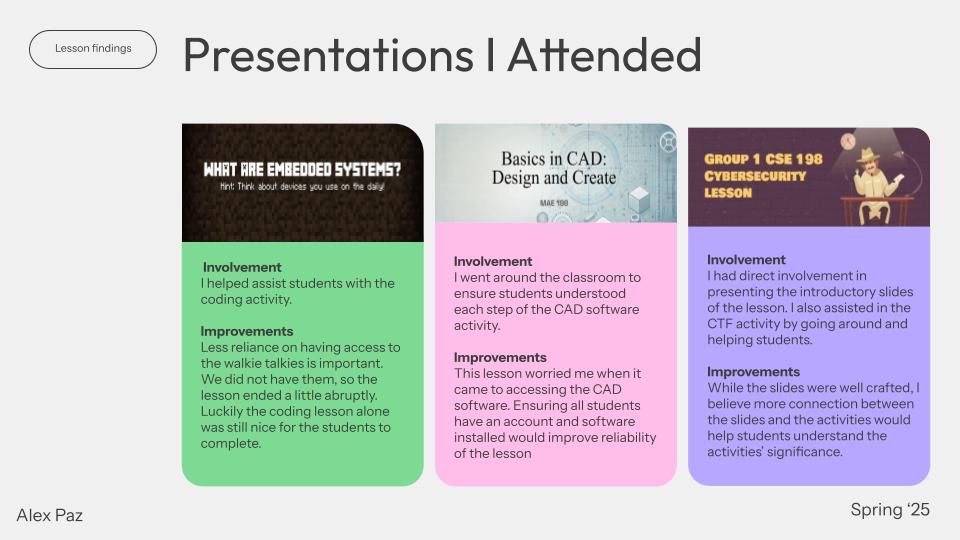 Lesson findings
Presentations I Attended
WHAT ARE EMBEDDED SYSTEMS?
Hint: Think about devices you use on the daily!
Involvement
I helped assist students with the
coding activity.
Improvements
Less reliance on having access to
the walkie talkies is important.
We did not have them, so the
lesson ended a little abruptly.
Luckily the coding lesson alone
was still nice for the students to
complete.
Basics in CAD:
Design and Create
MAE 198
Involvement
I went around the classroom to
ensure students understood
each step of the CAD software
activity.
Improvements
This lesson worried me when it
came to accessing the CAD
software. Ensuring all students
have an account and software
installed would improve reliability
of the lesson
GROUP 1 CSE 198
CYBERSECURITY
LESSON
Involvement
I had direct involvement in
presenting the introductory slides
of the lesson. I also assisted in the
CTF activity by going around and
helping students.
Improvements
While the slides were well crafted, I
believe more connection between
the slides and the activities would
help students understand the
activities’ significance.
Alex Paz
Spring ‘25